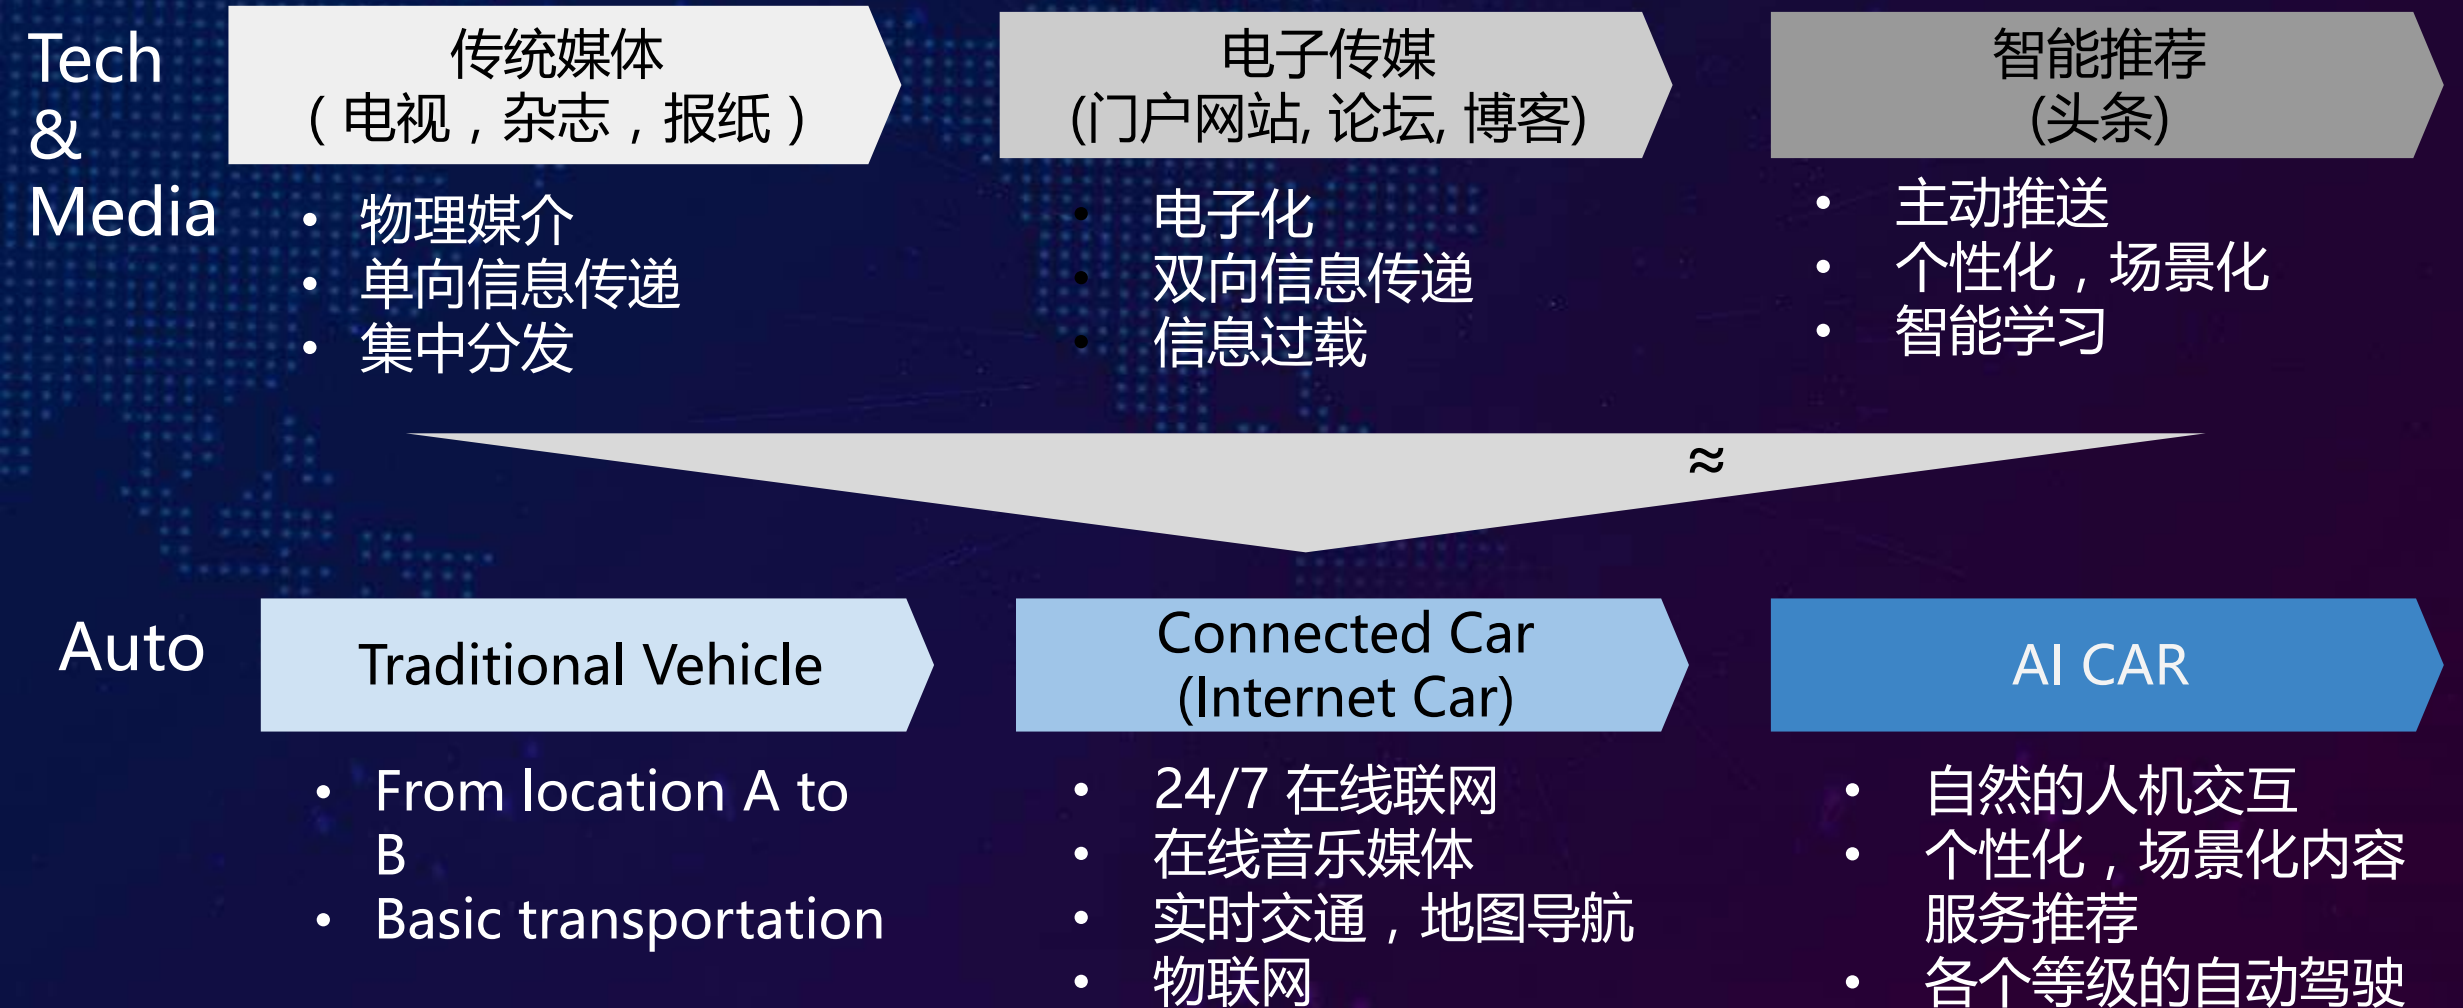 Tech
&
Media
传统媒体
（电视，杂志，报纸）
• 物理媒介
• 单向信息传递
• 集中分发
电子传媒
(门户网站, 论坛, 博客)
• 电子化
• 双向信息传递
• 信息过载
智能推荐
(头条)
• 主动推送
• 个性化，场景化
• 智能学习
≈
Auto
Traditional Vehicle
• From location A to
B
• Basic transportation
Connected Car
(Internet Car)
• 24/7 在线联网
• 在线音乐媒体
• 实时交通，地图导航
• 物联网
AI CAR
• 自然的人机交互
• 个性化，场景化内容
服务推荐
• 各个等级的自动驾驶